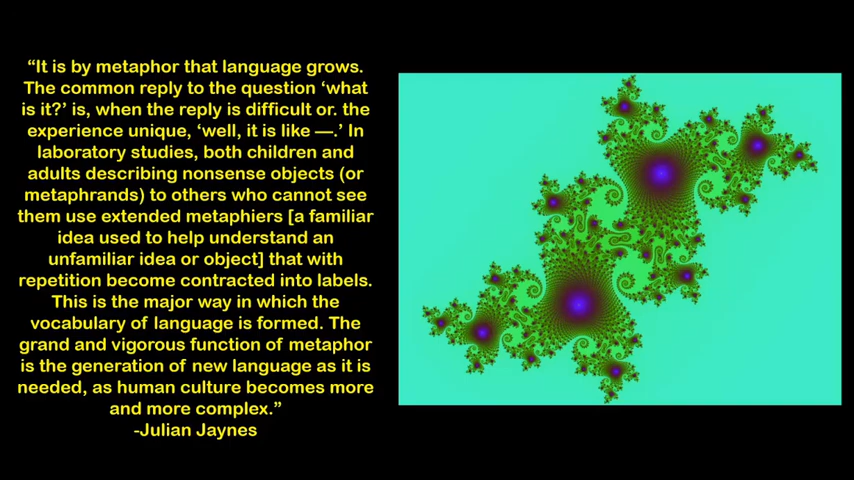 “It is by metaphor that language grows.
The common reply to the question ‘what
is it?’ is, when the reply is difficult or. the
experience unique, ‘well, it is like —.’ In
laboratory studies, both children and
adults describing nonsense objects (or
metaphrands) to others who cannot see
them use extended metaphiers [a familiar
idea used to help understand an
unfamiliar idea or object] that with
repetition become contracted into labels.
This is the major way in which the
vocabulary of language is formed. The
grand and vigorous function of metaphor
is the generation of new language as it is
needed, as human culture becomes more
and more complex.”
-Julian Jaynes